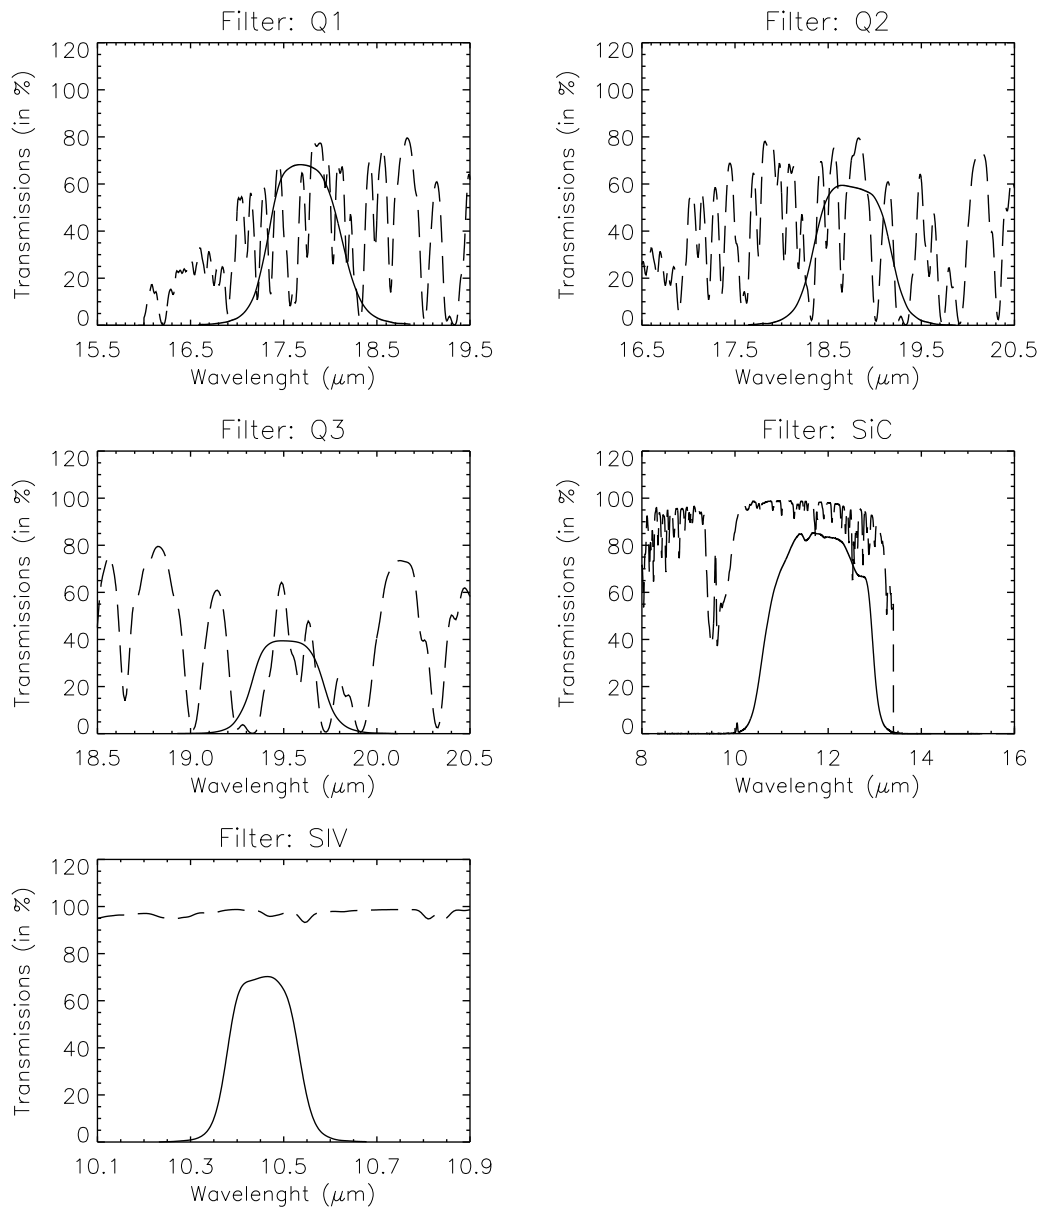 Filter: Q1
Transmissions (in %)
120
100
80
60
40
20
0
15.5 16.5 17.5 18.5 19.5
Wavelenght (μm)
Filter: Q2
Transmissions (in %)
120
100
80
60
40
20
0
16.5 17.5 18.5 19.5 20.5
Wavelenght (μm)
Filter: Q3
Transmissions (in %)
120
100
80
60
40
20
0
18.5 19.0 19.5 20.0 20.5
Wavelenght (μm)
Filter: SiC
Transmissions (in %)
120
100
80
60
40
20
0
8 10 12 14 16
Wavelenght (μm)
Filter: SIV
Transmissions (in %)
120
100
80
60
40
20
0
10.1 10.3 10.5 10.7 10.9
Wavelenght (μm)